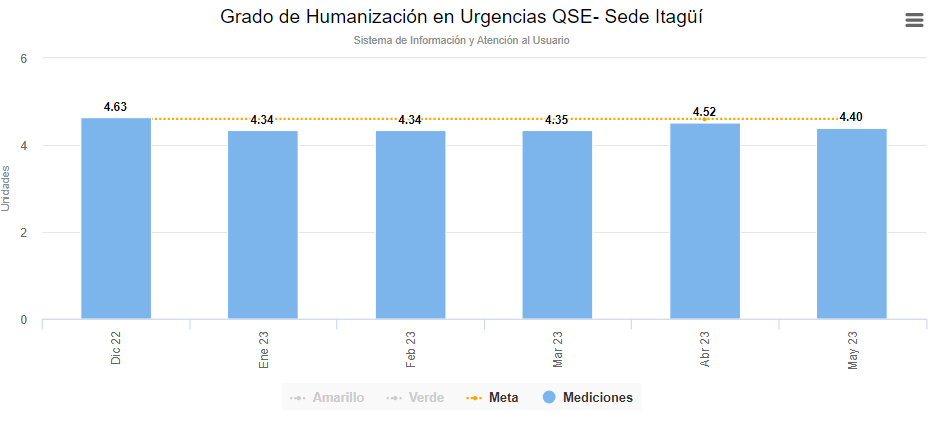 Grado de Humanización en Urgencias QSE- Sede Itagüí
Sistema de Información y Atención al Usuario
6
4
2
0
Unidades
4.63
4.34
4.34
4.35
4.52
4.40
Dic 22
Ene 23
Feb 23
Mar 23
Abr 23
May 23
Amarillo Verde Meta Mediciones